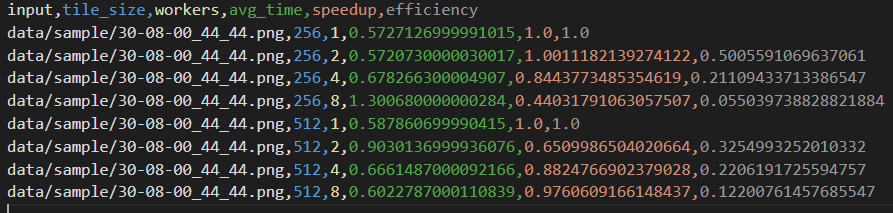 input,tile_size,workers,avg_time,speedup,efficiency
data/sample/30-08-00_44_44.png,256,1,0.5727126999991015,1.0,1.0
data/sample/30-08-00_44_44.png,256,2,0.5720730000030017,1.0011182139274122,0.5005591069637061
data/sample/30-08-00_44_44.png,256,4,0.678266300004907,0.8443773485354619,0.21109433713386547
data/sample/30-08-00_44_44.png,256,8,1.300680000000284,0.44031791063057507,0.055039738828821884
data/sample/30-08-00_44_44.png,512,1,0.587860699990415,1.0,1.0
data/sample/30-08-00_44_44.png,512,2,0.9030136999936076,0.6509986504020664,0.3254993252010332
data/sample/30-08-00_44_44.png,512,4,0.6661487000092166,0.8824766902379028,0.2206191725594757
data/sample/30-08-00_44_44.png,512,8,0.6022787000110839,0.9760609166148437,0.12200761457685547